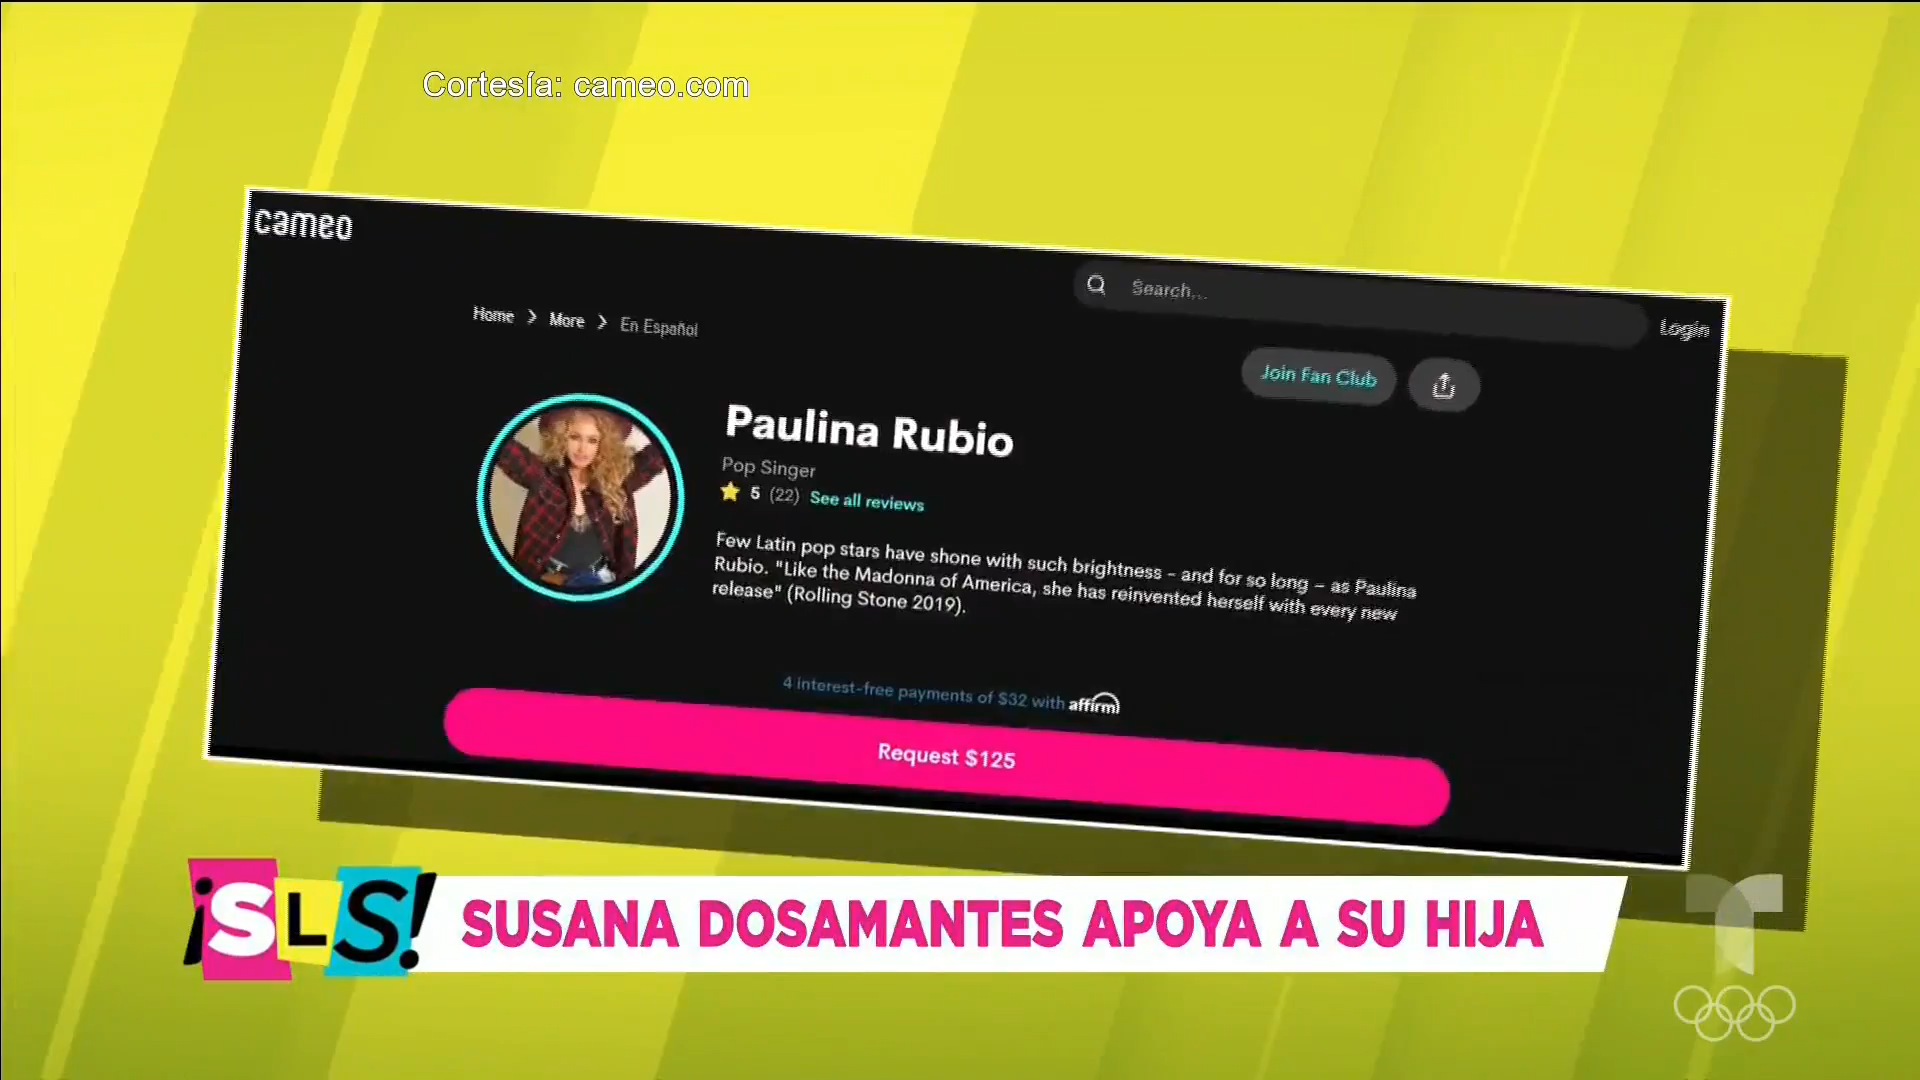 Cortesía: cameo.com
cameo
Search...
Login
Home > More > En Español
Join Fan Club
Paulina Rubio
Pop Singer
5 (22) See all reviews
Few Latin pop stars have shone with such brightness - and for so long – as Paulina
Rubio. "Like the Madonna of America, she has reinvented herself with every new
release" (Rolling Stone 2019).
4 interest-free payments of $32 with affirm
Request $125
¡SLS! SUSANA DOSAMANTES APOYA A SU HIJA